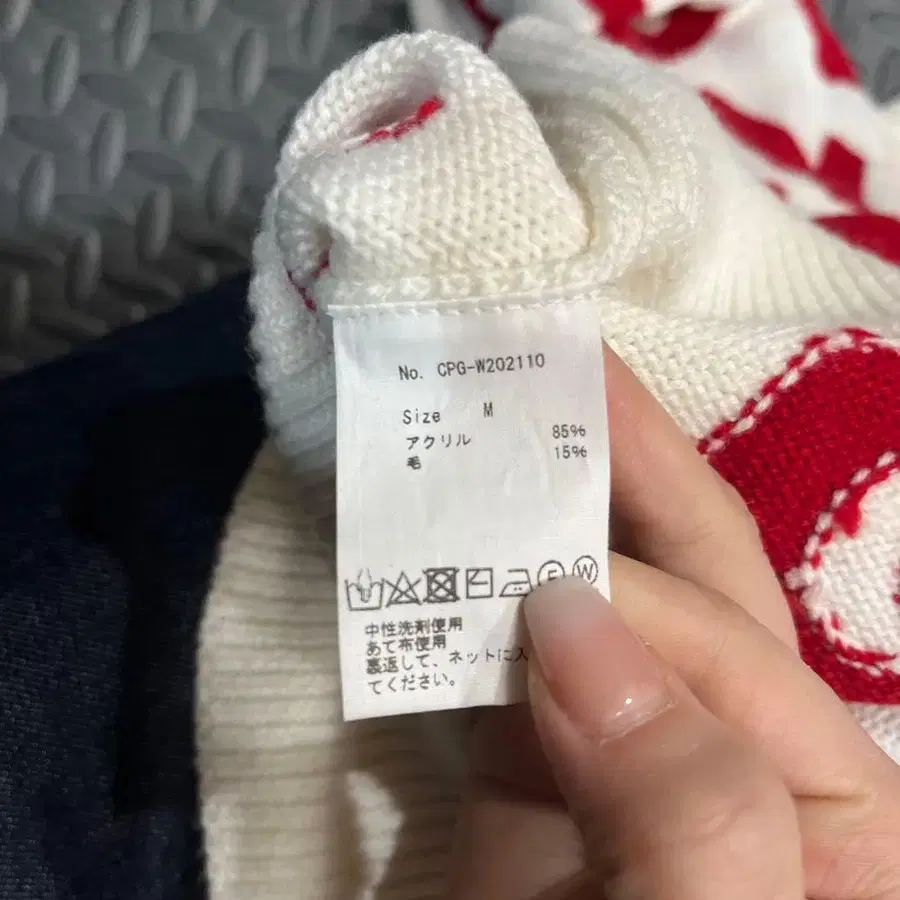 No. CPG-W202110
Size M
アクリル 85%
毛 15%
W
中性洗剤使用
あて布使用
裏返して、ネットに入
てください。